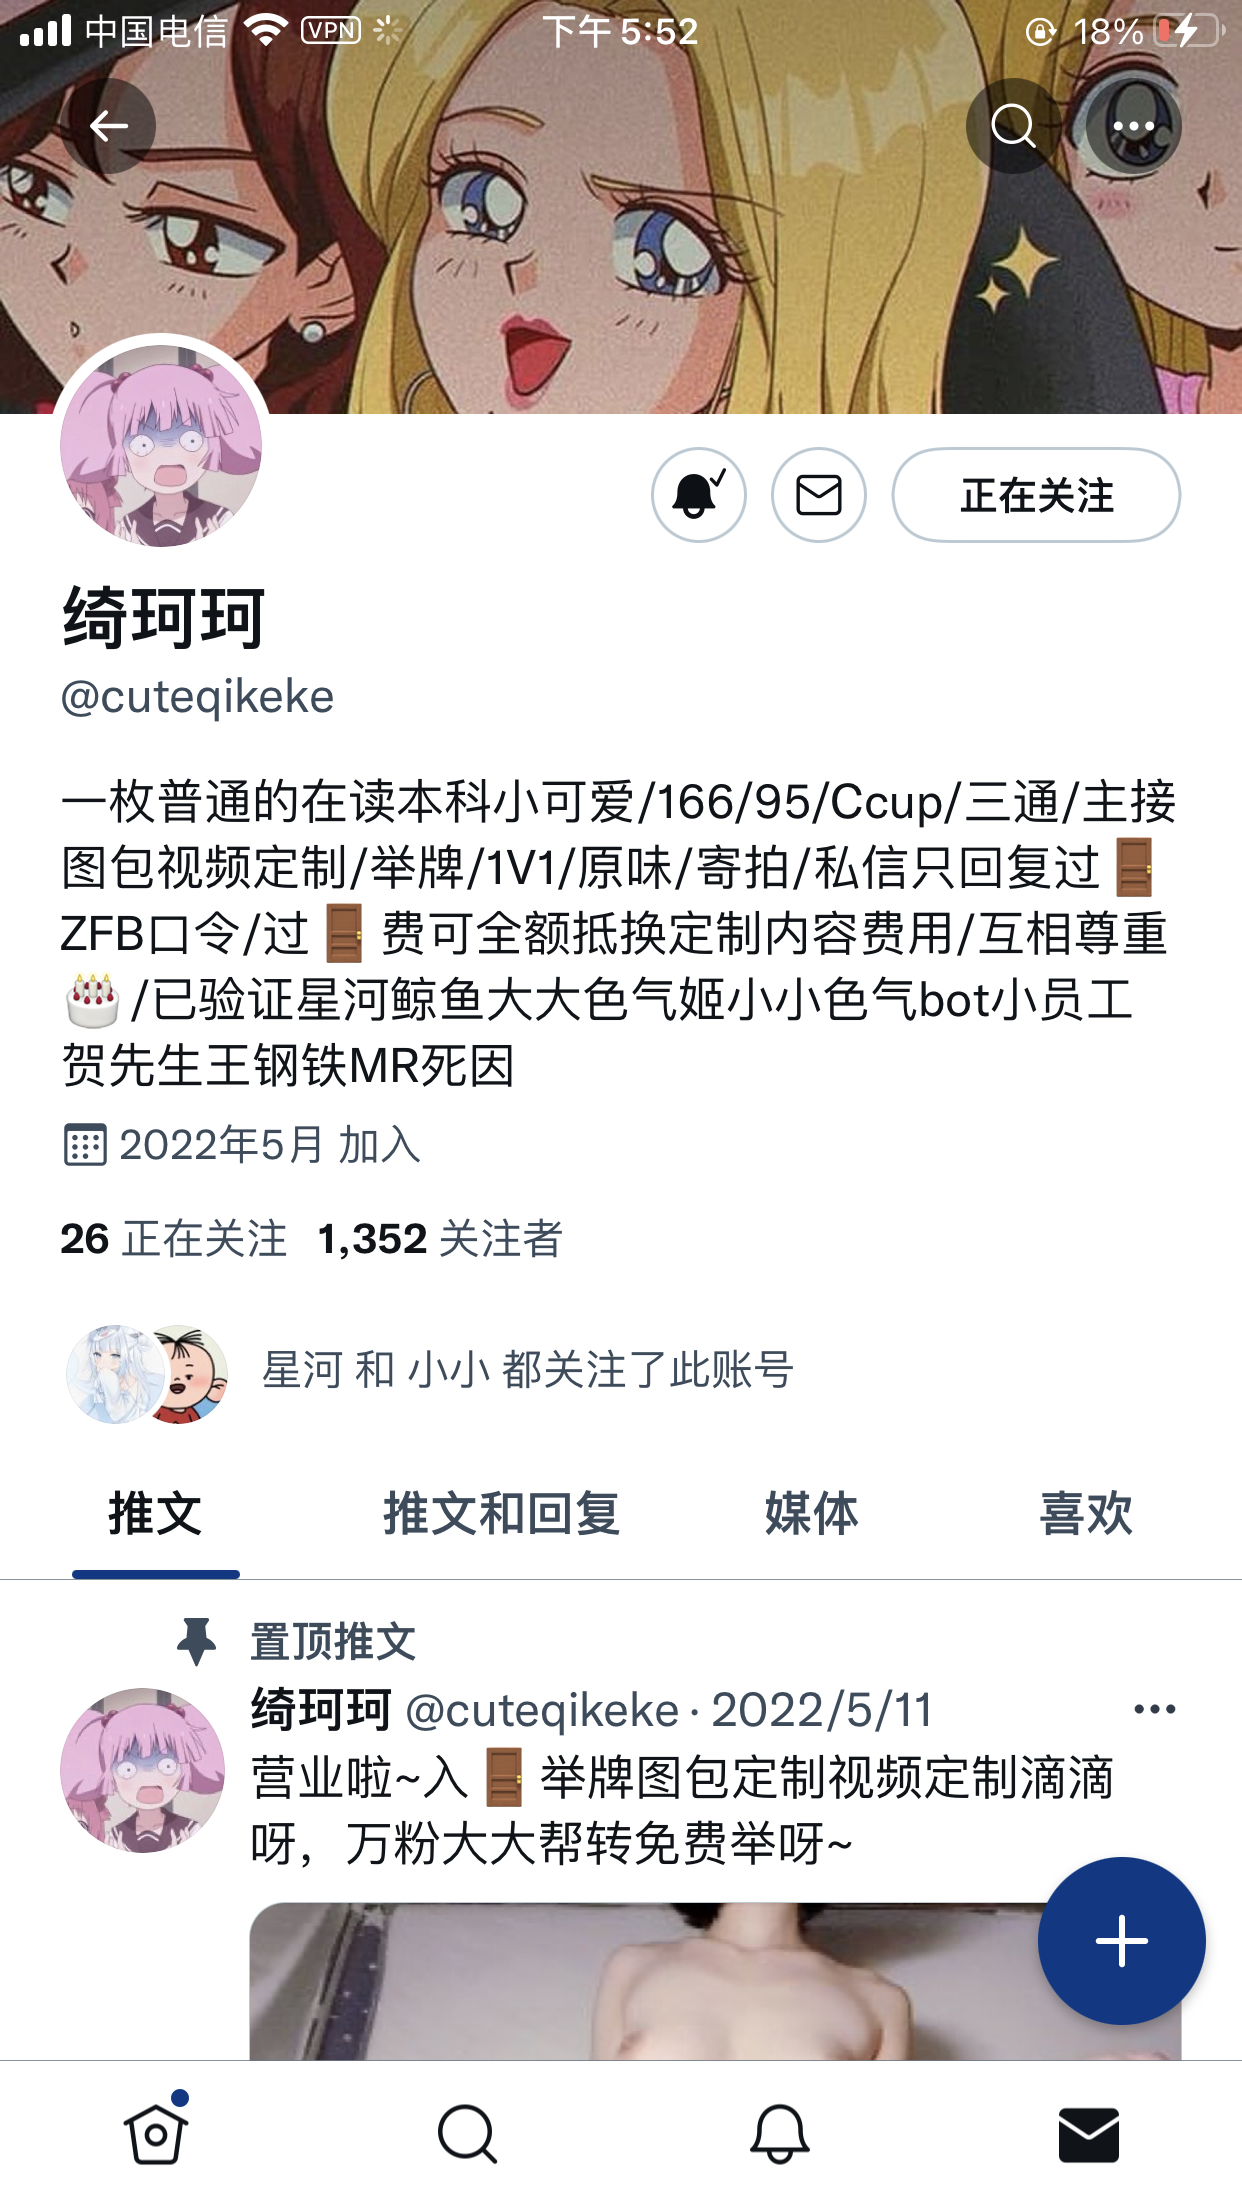 中国电信 VPN 下午 5:52 18%
正在关注
绮珂珂
@cuteqikeke
一枚普通的在读本科小可爱/166/95/Ccup/三通/主接
图包视频定制/举牌/1V1/原味/寄拍/私信只回复过🚪
ZFB口令/过🚪费可全额抵换定制内容费用/互相尊重
🎂/已验证星河鲸鱼大大色气姬小小色气bot小员工
贺先生王钢铁MR死因
2022年5月 加入
26 正在关注 1,352 关注者
星河 和 小小 都关注了此账号
推文 推文和回复 媒体 喜欢
置顶推文
绮珂珂 @cuteqikeke · 2022/5/11
营业啦~入🚪举牌图包定制视频定制滴滴
呀，万粉大大帮转免费举呀~